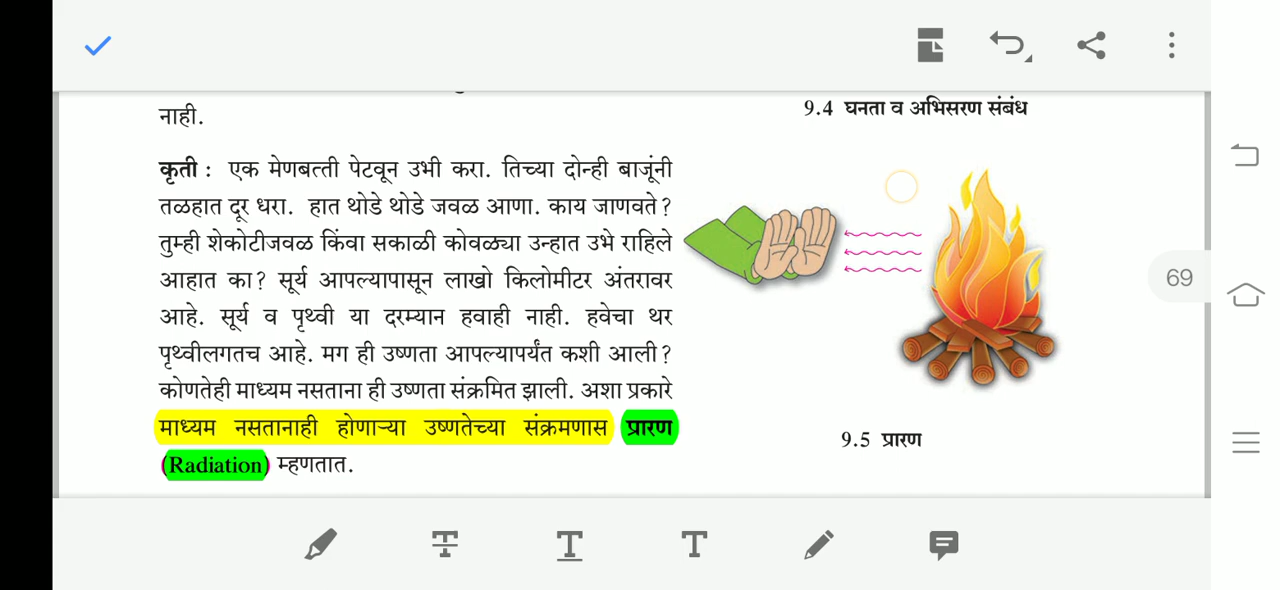 नाही.
9.4 घनता व अभिसरण संबंध
कृती : एक मेणबत्ती पेटवून उभी करा. तिच्या दोन्ही बाजूंनी
तळहात दूर धरा. हात थोडे थोडे जवळ आणा. काय जाणवते ?
तुम्ही शेकोटीजवळ किंवा सकाळी कोवळ्या उन्हात उभे राहिले
आहात का? सूर्य आपल्यापासून लाखो किलोमीटर अंतरावर
आहे. सूर्य व पृथ्वी या दरम्यान हवाही नाही. हवेचा थर
पृथ्वीलगतच आहे. मग ही उष्णता आपल्यापर्यंत कशी आली ?
कोणतेही माध्यम नसताना ही उष्णता संक्रमित झाली. अशा प्रकारे
माध्यम नसतानाही होणाऱ्या उष्णतेच्या संक्रमणास प्रारण
(Radiation) म्हणतात.
9.5 प्रारण
69
T
T
T